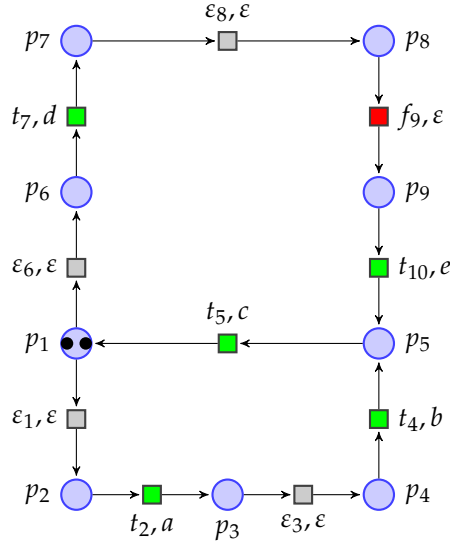 ε₈, ε
p₇
p₈
t₇, d
f₉, ε
p₆
p₉
ε₆, ε
t₁₀, e
t₅, c
p₁
p₅
ε₁, ε
t₄, b
p₂
p₄
t₂, a
p₃
ε₃, ε